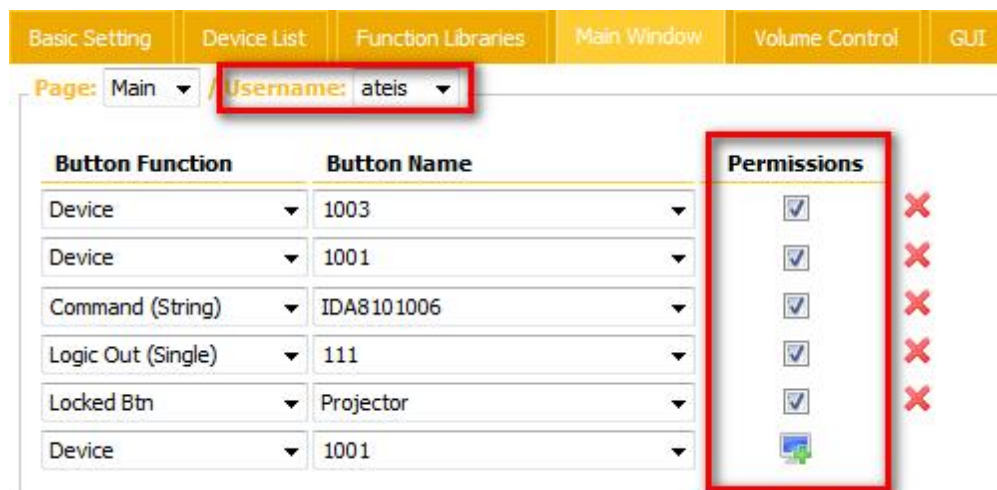 Basic Setting Device List Function Libraries Main Window Volume Control GUI
Page: Main / Username: ateis
Button Function Button Name Permissions
Device 1003
Device 1001
Command (String) IDA8101006
Logic Out (Single) 111
Locked Btn Projector
Device 1001